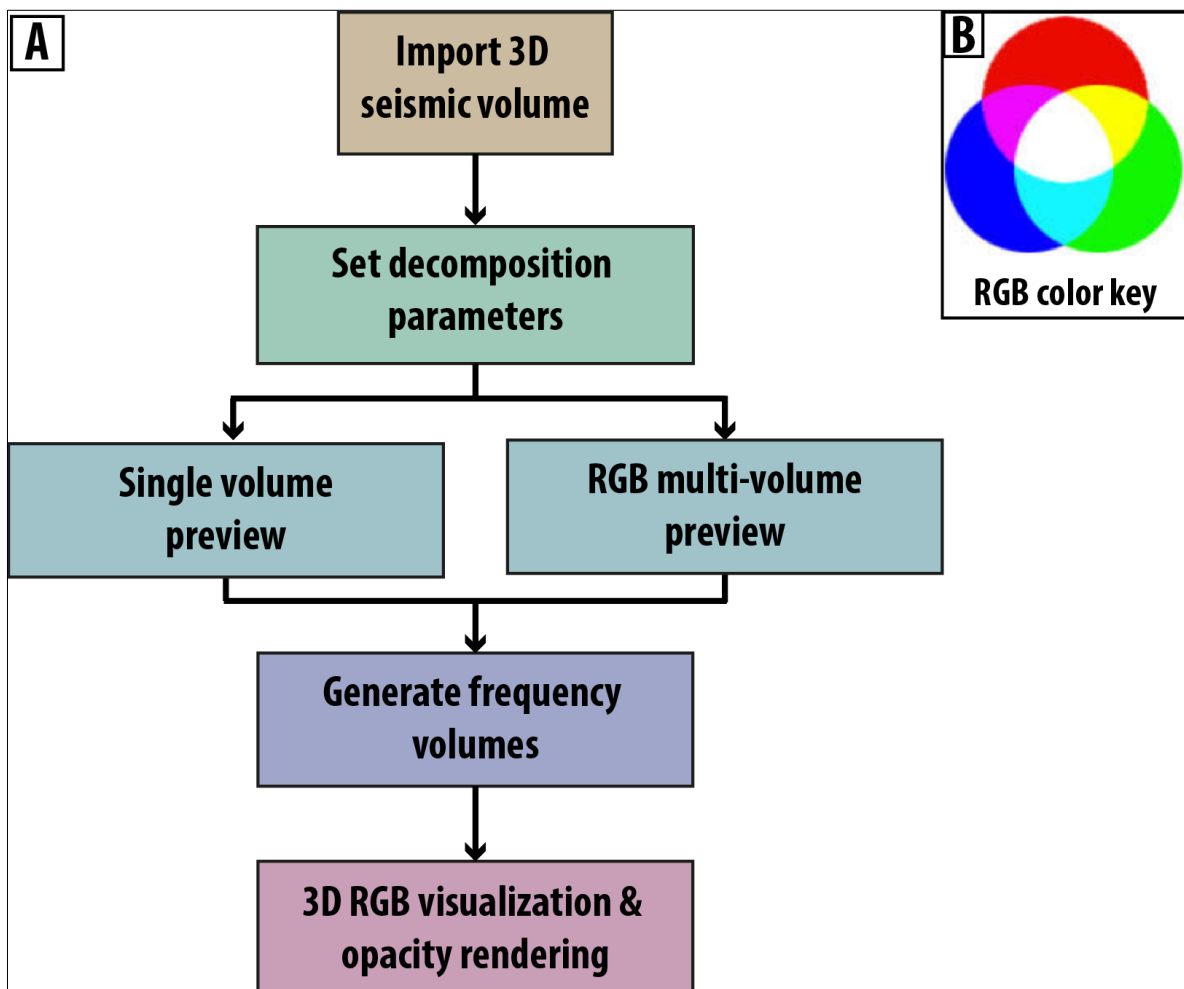 A
Import 3D
seismic volume
Set decomposition
parameters
Single volume
preview
RGB multi-volume
preview
Generate frequency
volumes
3D RGB visualization &
opacity rendering
B
RGB color key